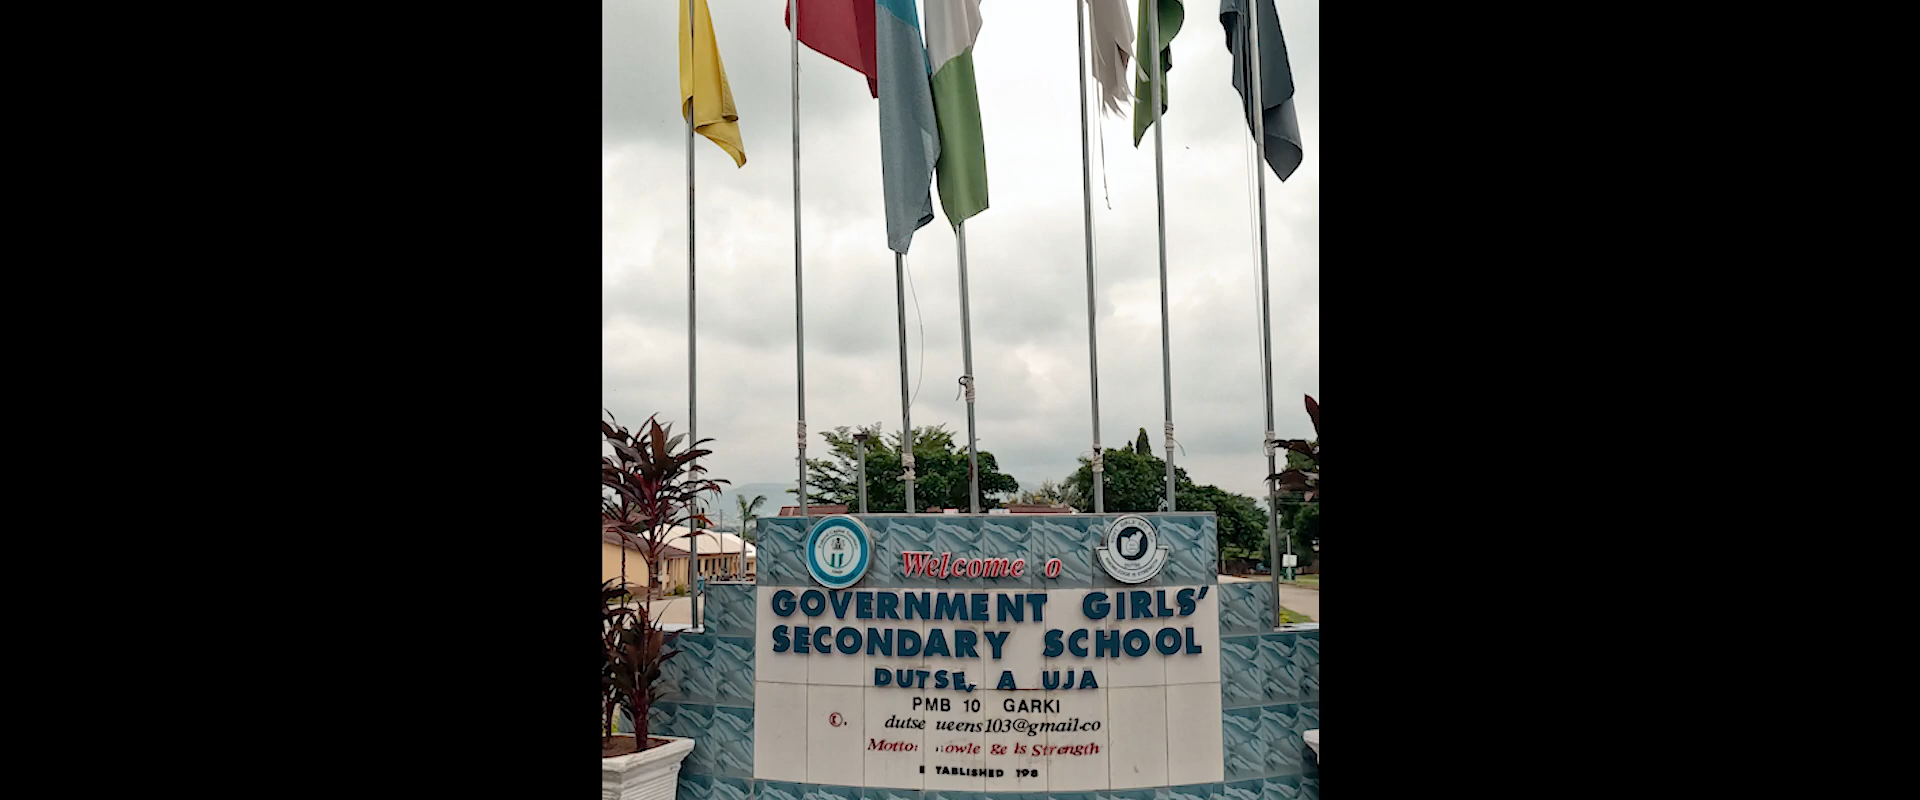 Welcome o
GOVERNMENT GIRLS'
SECONDARY SCHOOL
DUTSE, A UJA
PMB 10 GARKI
dutse ueens103@gmail.co
Motto: nowle ge Is Strength
E TABLISHED 198